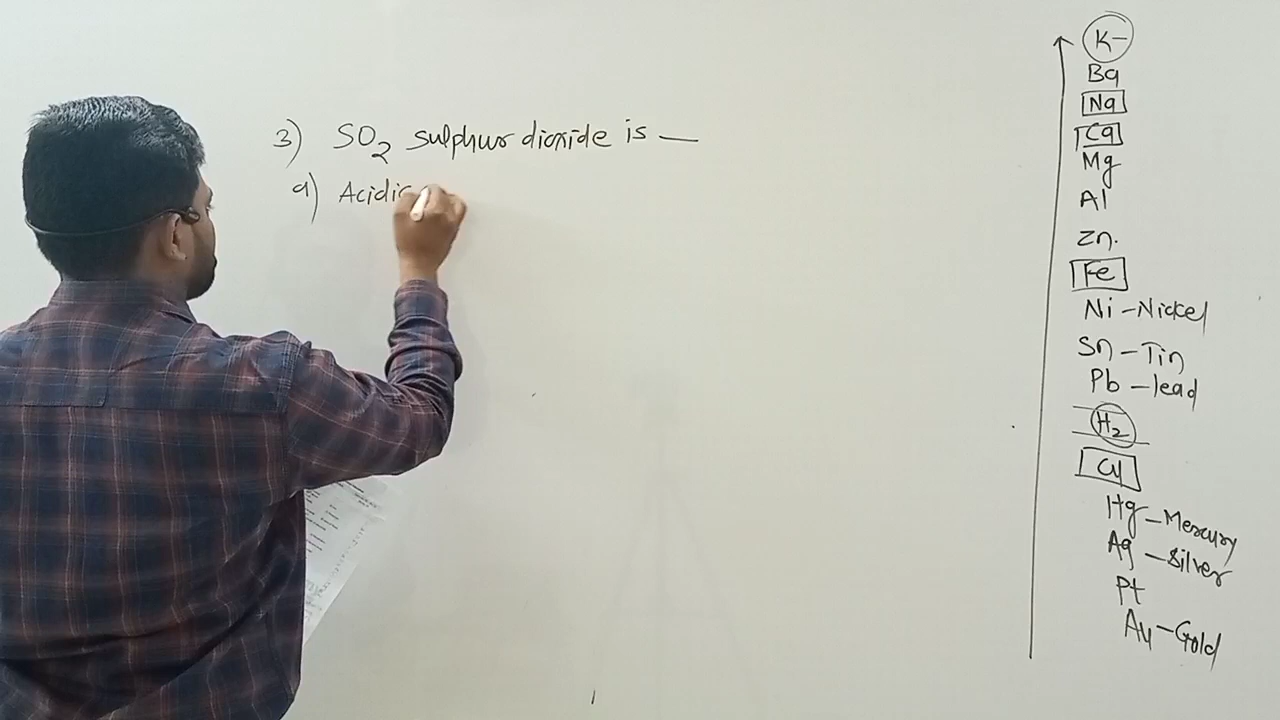 3) SO2 sulphur dioxide is —
a) Acidic
K—
Ba
Na
Ca
Mg
Al
Zn.
Fe
Ni - Nickel
Sn - Tin
Pb - lead
H2
Cu
Hg - Mercury
Ag - Silver
Pt
Au - Gold